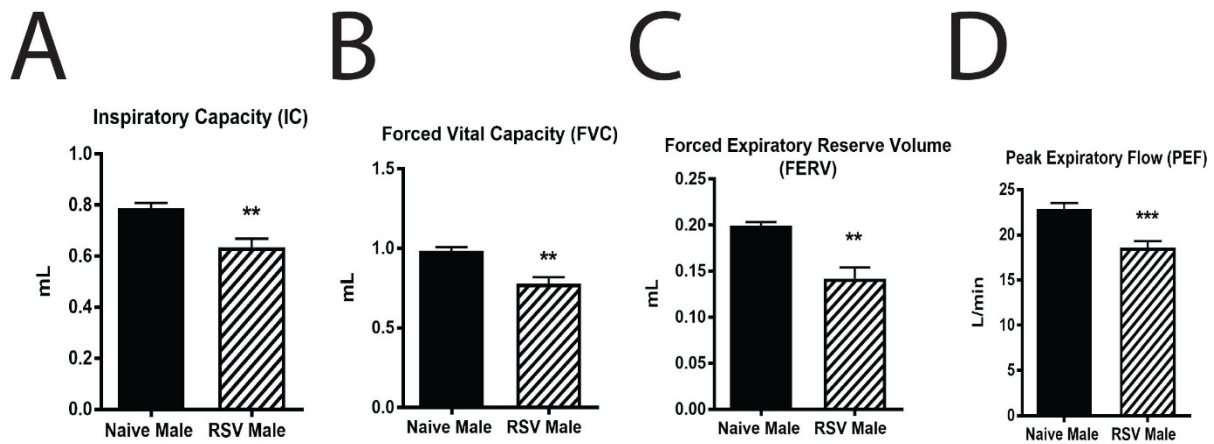 A
B
C
D
Inspiratory Capacity (IC)
mL
1.0
0.8
0.6
0.4
0.2
0.0
**
Naive Male
RSV Male
Forced Vital Capacity (FVC)
mL
1.5
1.0
0.5
0.0
**
Naive Male
RSV Male
Forced Expiratory Reserve Volume
(FERV)
mL
0.25
0.20
0.15
0.10
0.05
0.00
**
Naive Male
RSV Male
Peak Expiratory Flow (PEF)
L/min
25
20
15
10
5
0
***
Naive Male
RSV Male